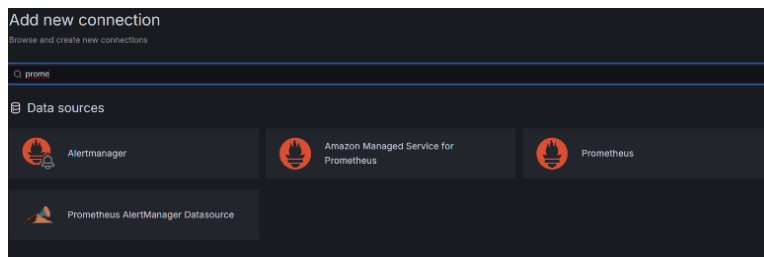 Add new connection
Browse and create new connections
prome
Data sources
Alertmanager
Amazon Managed Service for
Prometheus
Prometheus
Prometheus AlertManager Datasource